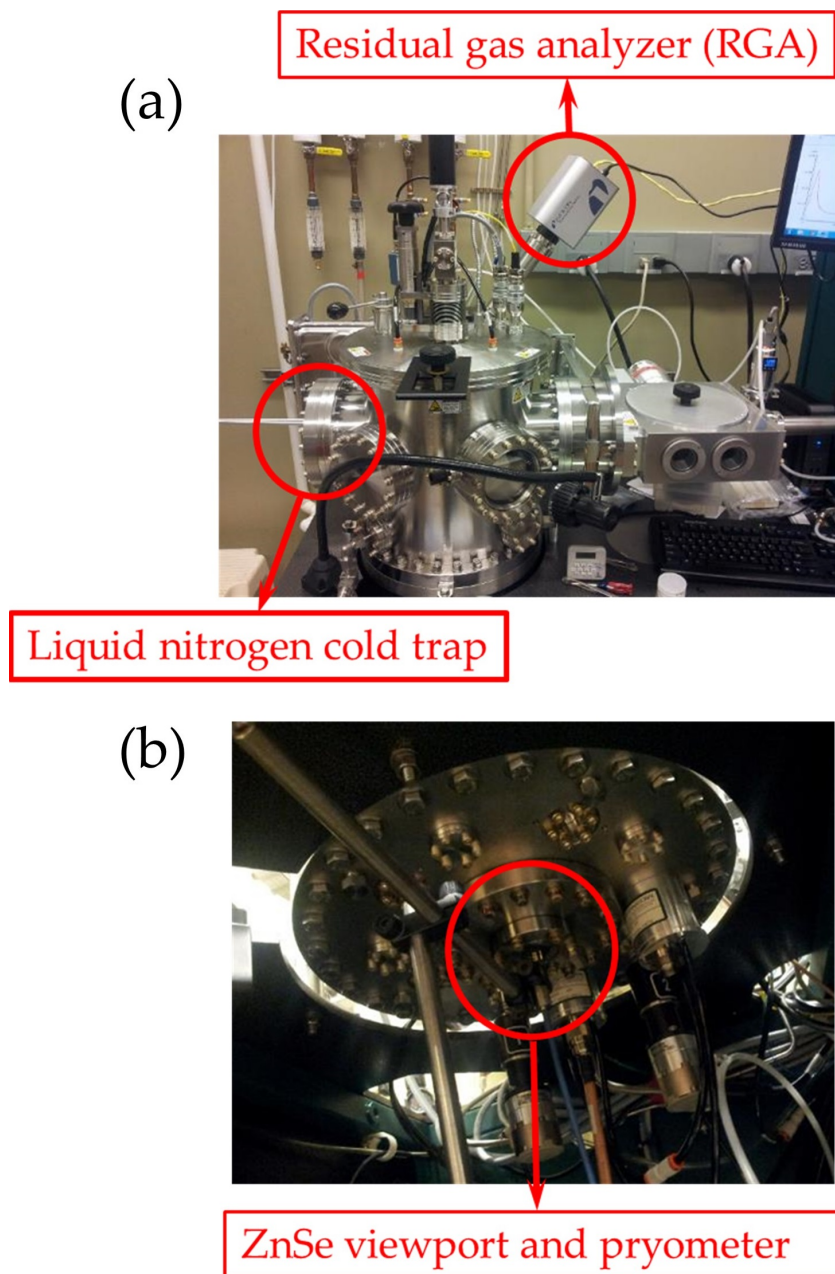 Residual gas analyzer (RGA)
(a)
Liquid nitrogen cold trap
(b)
ZnSe viewport and pryometer